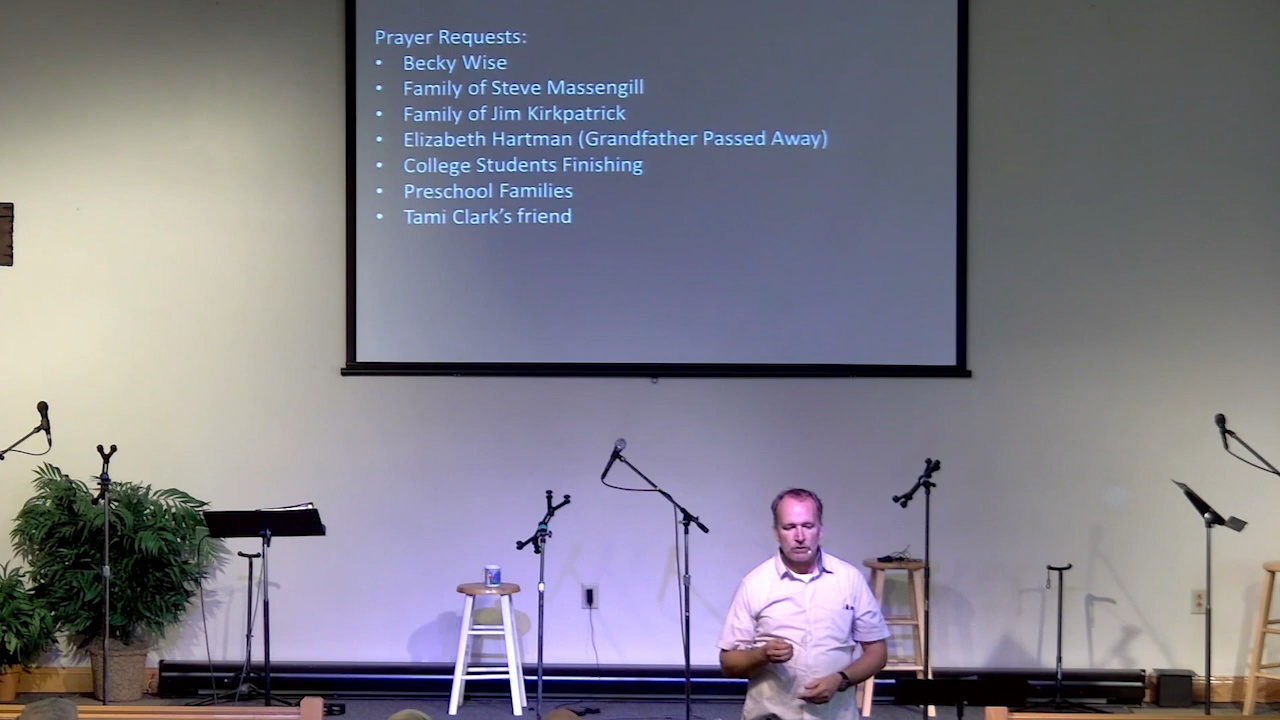 Prayer Requests:
• Becky Wise
• Family of Steve Massengill
• Family of Jim Kirkpatrick
• Elizabeth Hartman (Grandfather Passed Away)
• College Students Finishing
• Preschool Families
• Tami Clark's friend